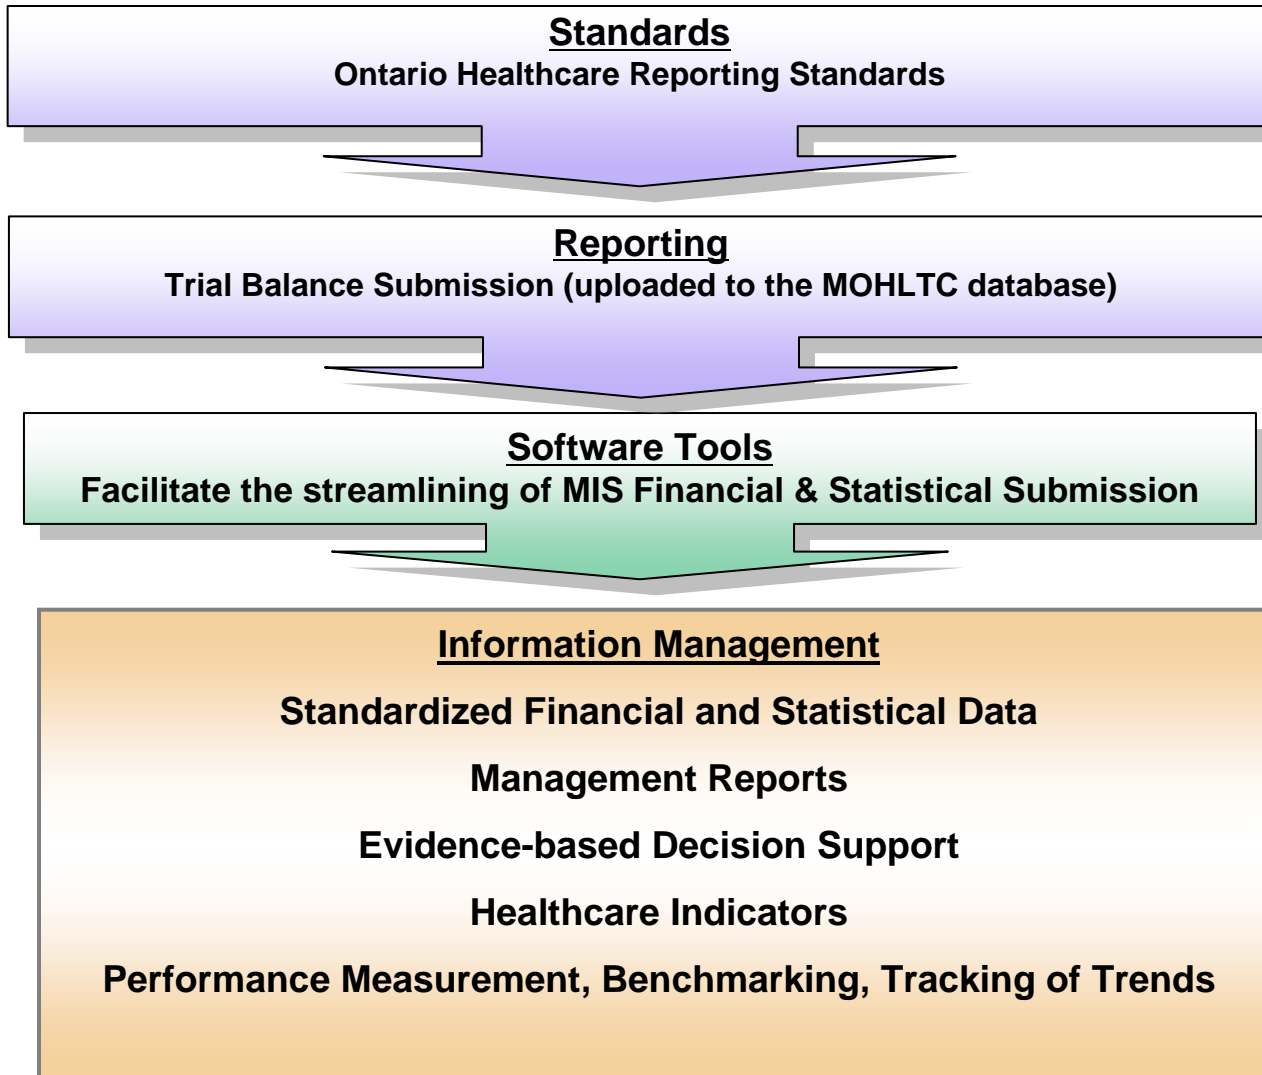 Standards
Ontario Healthcare Reporting Standards
Reporting
Trial Balance Submission (uploaded to the MOHLTC database)
Software Tools
Facilitate the streamlining of MIS Financial & Statistical Submission
Information Management
Standardized Financial and Statistical Data
Management Reports
Evidence-based Decision Support
Healthcare Indicators
Performance Measurement, Benchmarking, Tracking of Trends